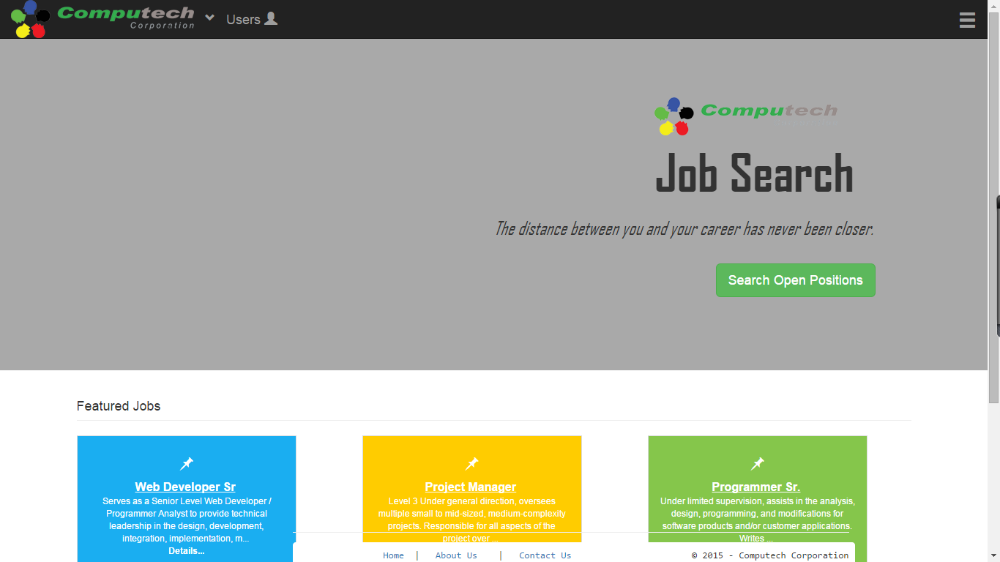 Computech
Corporation
Users
Computech
Job Search
The distance between you and your career has never been closer.
Search Open Positions
Featured Jobs
Web Developer Sr
Serves as a Senior Level Web Developer /
Programmer Analyst to provide technical
leadership in the design, development,
integration, implementation, m...
Details...
Project Manager
Level 3 Under general direction, oversees
multiple small to mid-sized, medium-complexity
projects. Responsible for all aspects of the
project over ...
Programmer Sr.
Under limited supervision, assists in the analysis,
design, programming, and modifications for
software products and/or customer applications.
Writes ...
Home | About Us | Contact Us
© 2015 - Computech Corporation